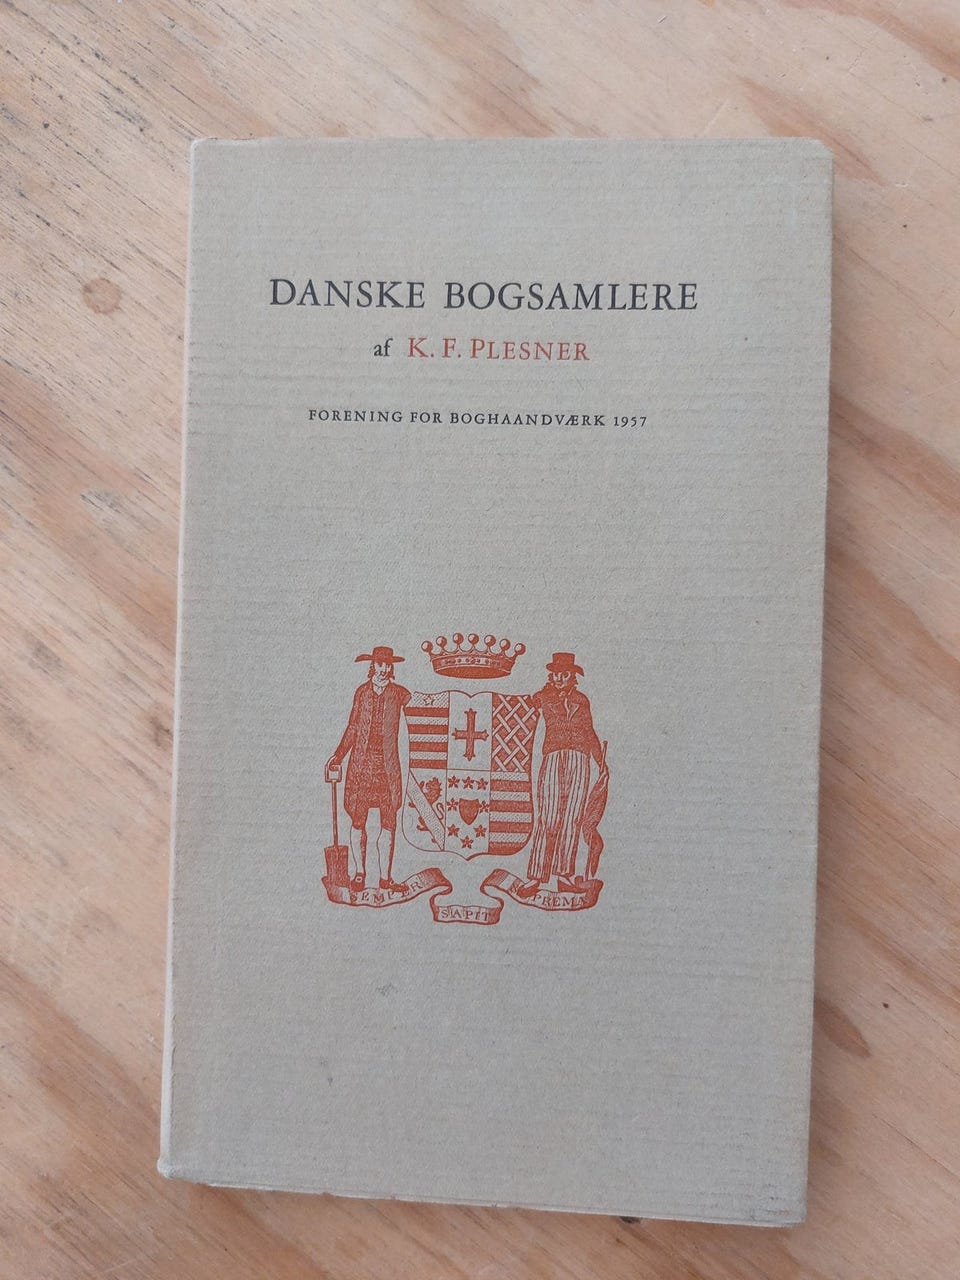 DANSKE BOGSAMLERE
af K. F. PLESNER
FORENING FOR BOGHAANDVÆRK 1957
SEMPER
SAPIT
SUPREMA